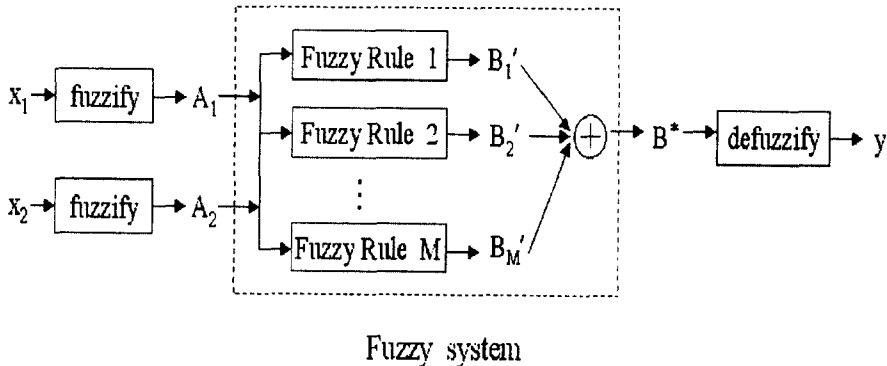 x₁ fuzzify A₁
x₂ fuzzify A₂
Fuzzy Rule 1 B₁′
Fuzzy Rule 2 B₂′
⋮
Fuzzy Rule M B_M′
+ B* defuzzify y
Fuzzy system